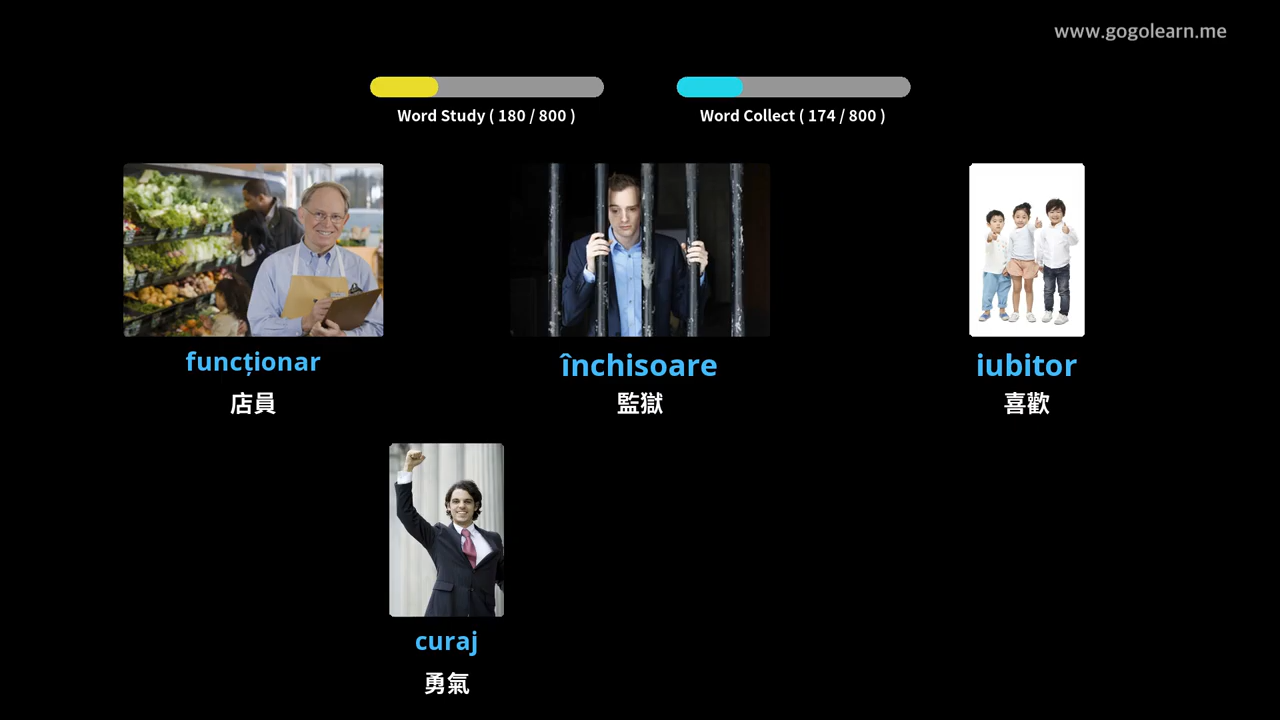 www.gogolearn.me
Word Study ( 180 / 800 )
Word Collect ( 174 / 800 )
funcționar
店員
închisoare
監獄
iubitor
喜歡
curaj
勇氣